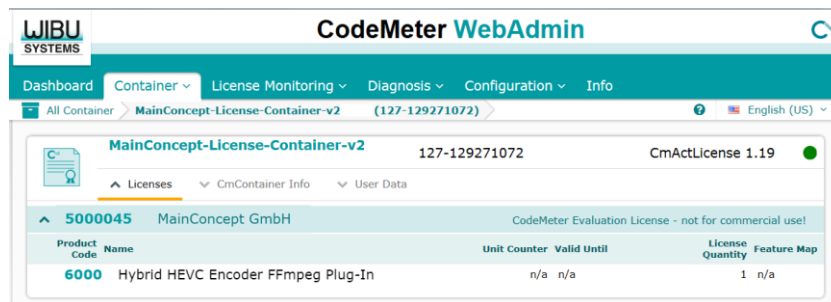 WIBU
SYSTEMS
CodeMeter WebAdmin
Dashboard Container License Monitoring Diagnosis Configuration Info
All Container MainConcept-License-Container-v2 (127-129271072) English (US)
MainConcept-License-Container-v2 127-129271072 CmActLicense 1.19
Licenses CmContainer Info User Data
5000045 MainConcept GmbH CodeMeter Evaluation License - not for commercial use!
Product Code Name Unit Counter Valid Until License Quantity Feature Map
6000 Hybrid HEVC Encoder FFmpeg Plug-In n/a n/a 1 n/a